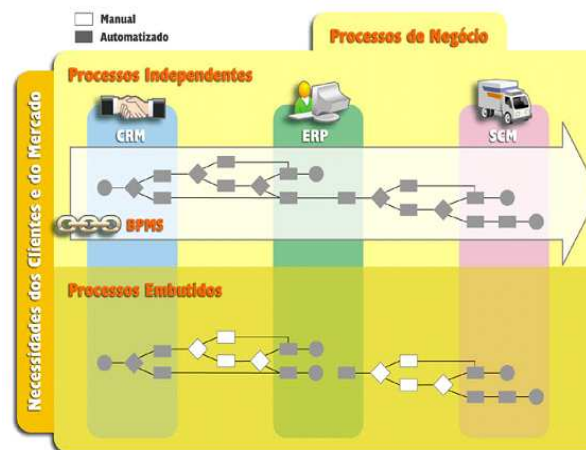 Manual
Automatizado
Processos de Negócio
Processos Independentes
CRM
ERP
SCM
BPMS
Processos Embutidos
Necessidades dos Clientes e do Mercado